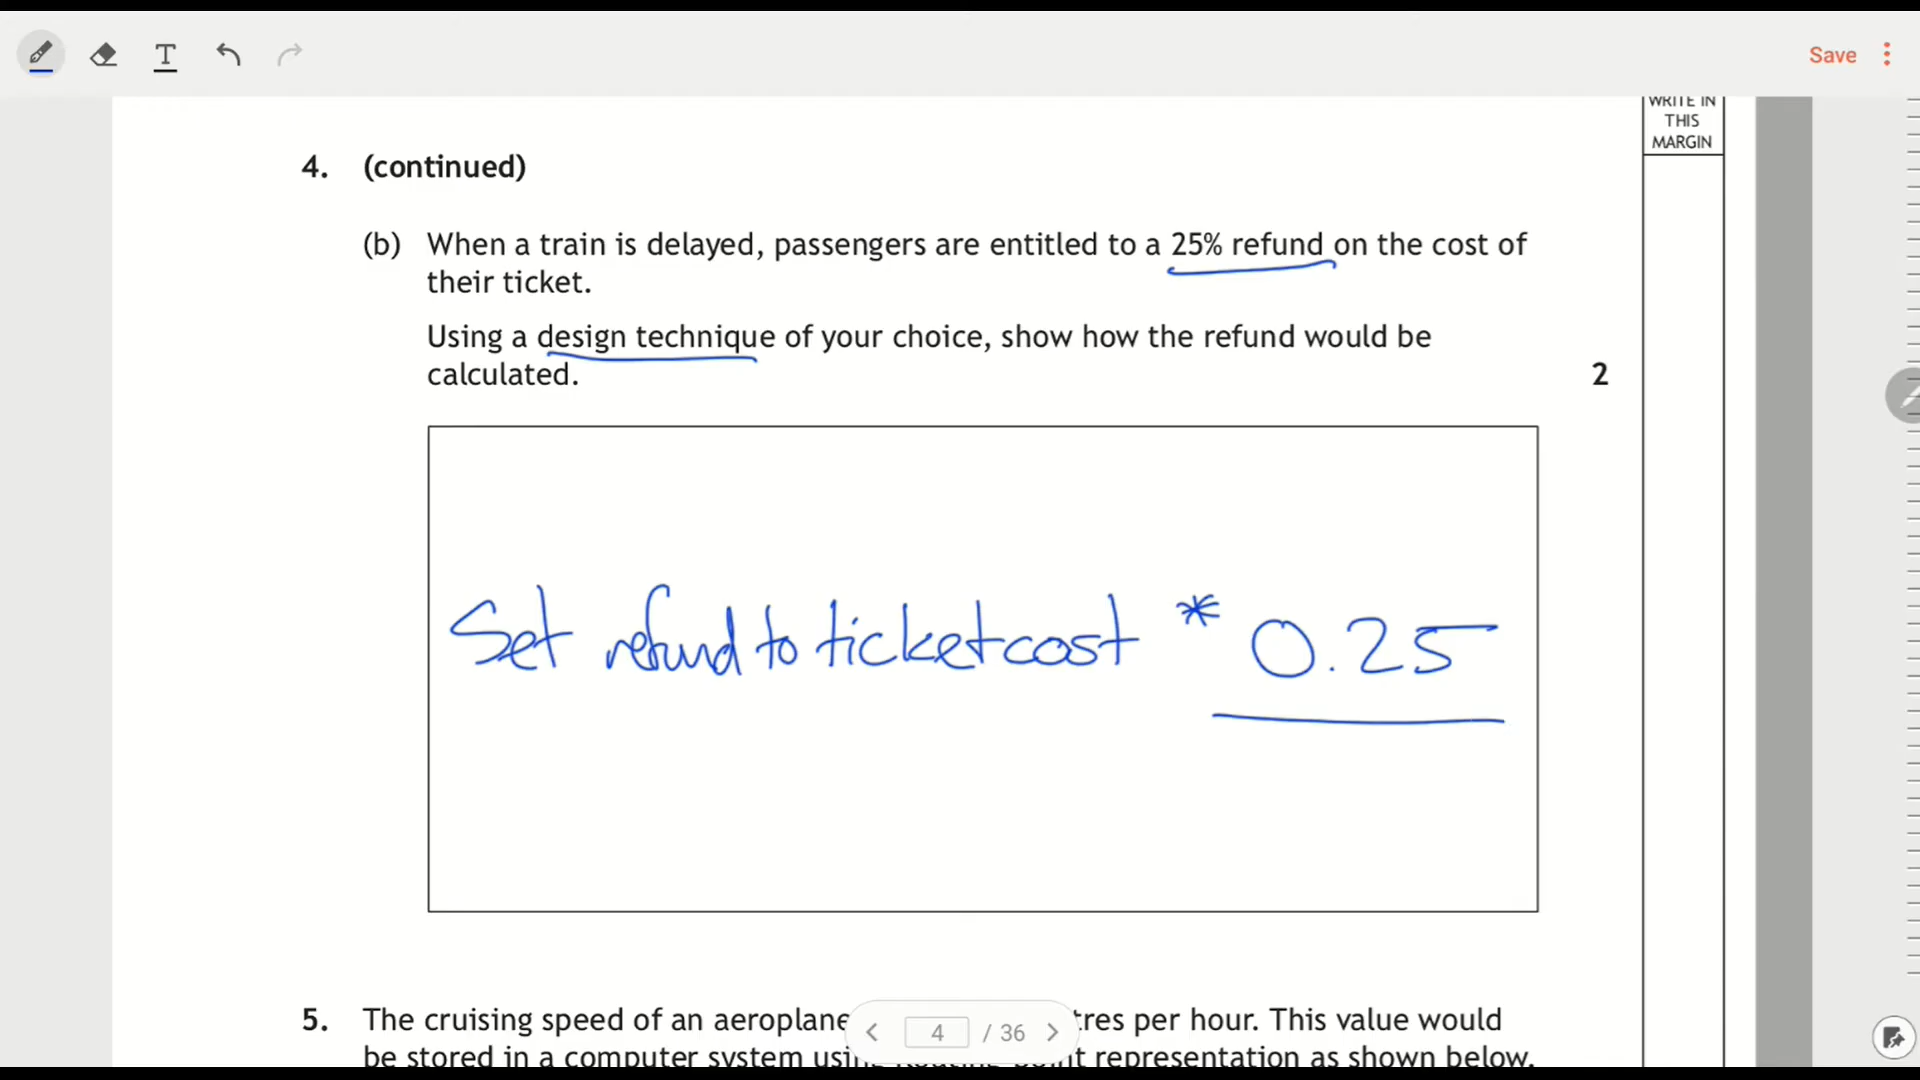 T
Save
WRITE IN
THIS
MARGIN
4. (continued)
(b) When a train is delayed, passengers are entitled to a 25% refund on the cost of
their ticket.
Using a design technique of your choice, show how the refund would be
calculated.
2
Set refund to ticketcost * 0.25
5. The cruising speed of an aeroplane tres per hour. This value would
be stored in a computer system representation as shown below.
4 / 36